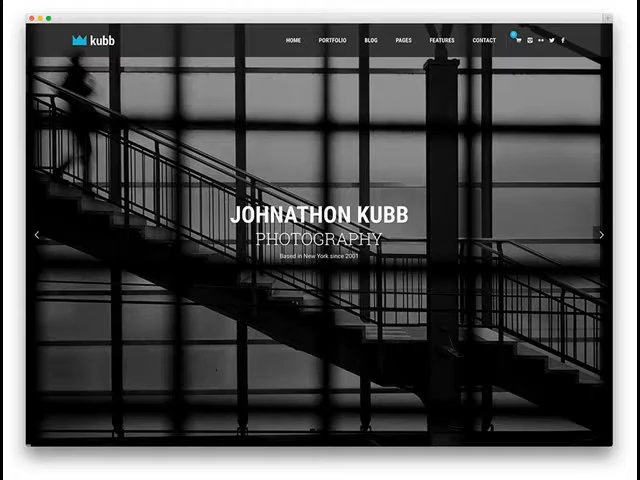 kubb
HOME PORTFOLIO BLOG PAGES FEATURES CONTACT
JOHNATHON KUBB
PHOTOGRAPHY
Based in New York since 2001